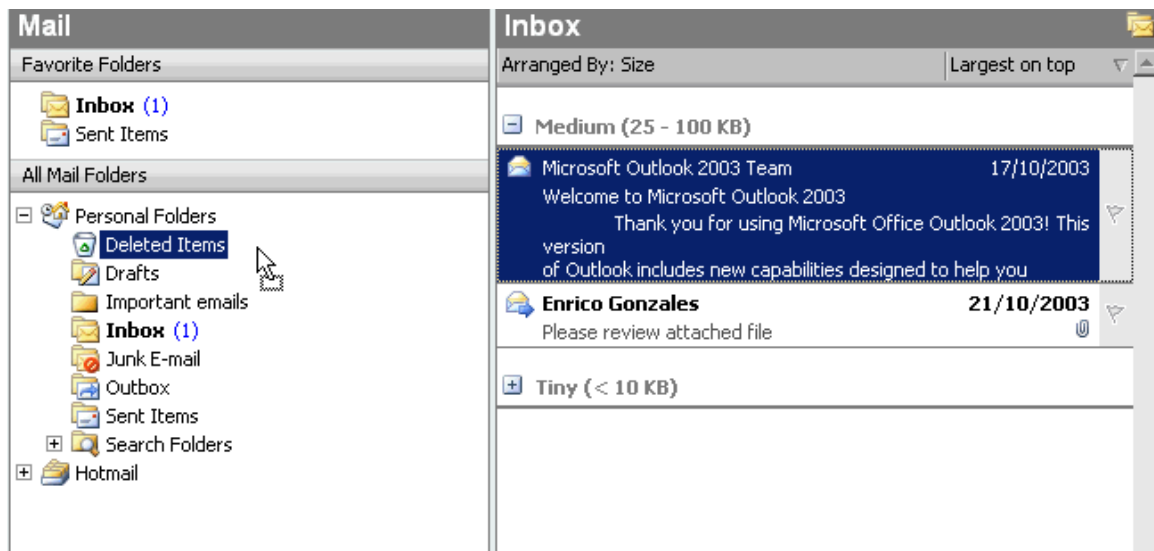 Mail
Favorite Folders
Inbox (1)
Sent Items
All Mail Folders
Personal Folders
Deleted Items
Drafts
Important emails
Inbox (1)
Junk E-mail
Outbox
Sent Items
Search Folders
Hotmail
Inbox
Arranged By: Size Largest on top
Medium (25 - 100 KB)
Microsoft Outlook 2003 Team 17/10/2003
Welcome to Microsoft Outlook 2003
Thank you for using Microsoft Office Outlook 2003! This
version
of Outlook includes new capabilities designed to help you
Enrico Gonzales 21/10/2003
Please review attached file
Tiny (< 10 KB)